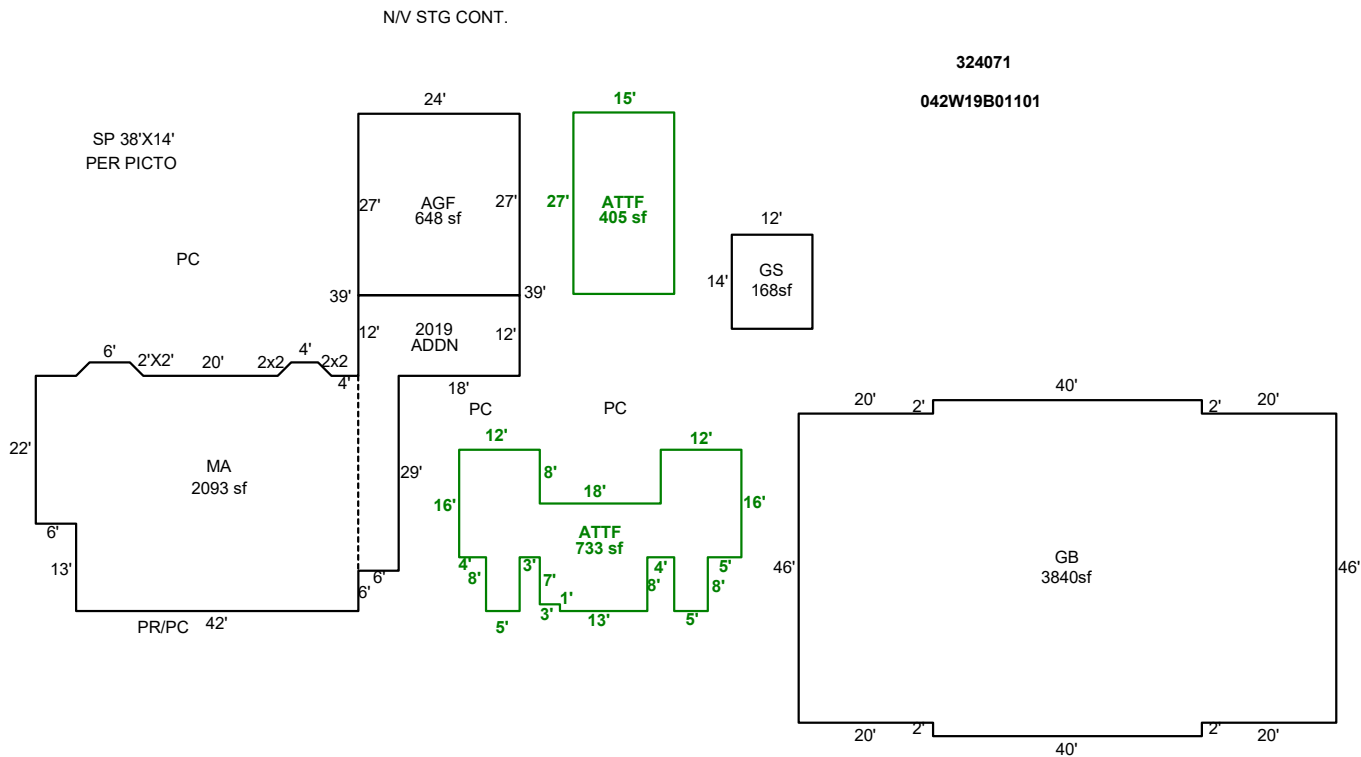 N/V STG CONT.
324071
042W19B01101
SP 38'X14'
PER PICTO
PC
24'
27'
AGF
648 sf
27'
39'
39'
15'
27'
ATTF
405 sf
12'
14'
GS
168sf
12'
2019
ADDN
12'
18'
6'
2'X2'
20'
2x2
4'
2x2
4'
22'
MA
2093 sf
29'
6'
13'
6'
6'
42'
PR/PC
PC
PC
12'
12'
8'
18'
16'
16'
ATTF
733 sf
4'
8'
3'
7'
1'
3'
13'
4'
8'
5'
8'
5'
5'
40'
20'
2'
2'
20'
46'
GB
3840sf
46'
20'
2'
40'
2'
20'